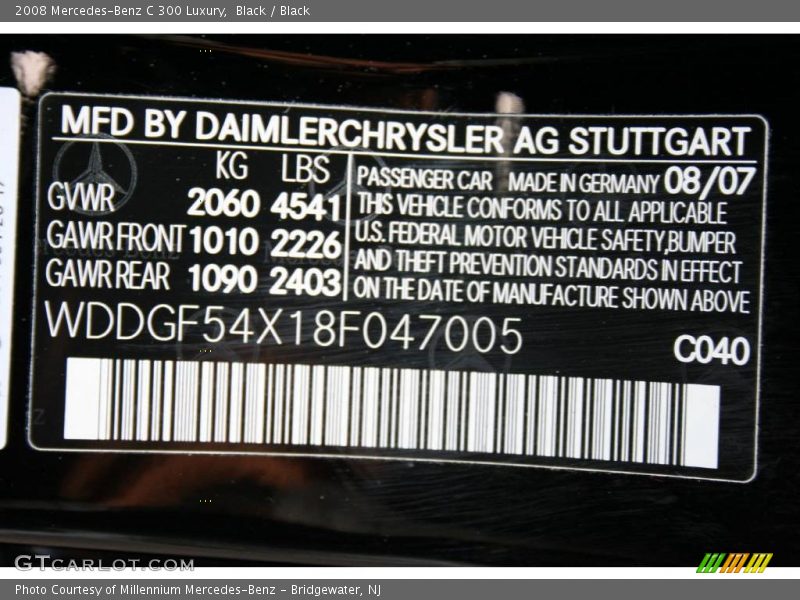 2008 Mercedes-Benz C 300 Luxury, Black / Black
MFD BY DAIMLERCHRYSLER AG STUTTGART
KG LBS
GVWR 2060 4541
GAWR FRONT 1010 2226
GAWR REAR 1090 2403
PASSENGER CAR MADE IN GERMANY 08/07
THIS VEHICLE CONFORMS TO ALL APPLICABLE
U.S. FEDERAL MOTOR VEHICLE SAFETY,BUMPER
AND THEFT PREVENTION STANDARDS IN EFFECT
ON THE DATE OF MANUFACTURE SHOWN ABOVE
WDDGF54X18F047005
C040
GTCARLOT.COM
Photo Courtesy of Millennium Mercedes-Benz - Bridgewater, NJ